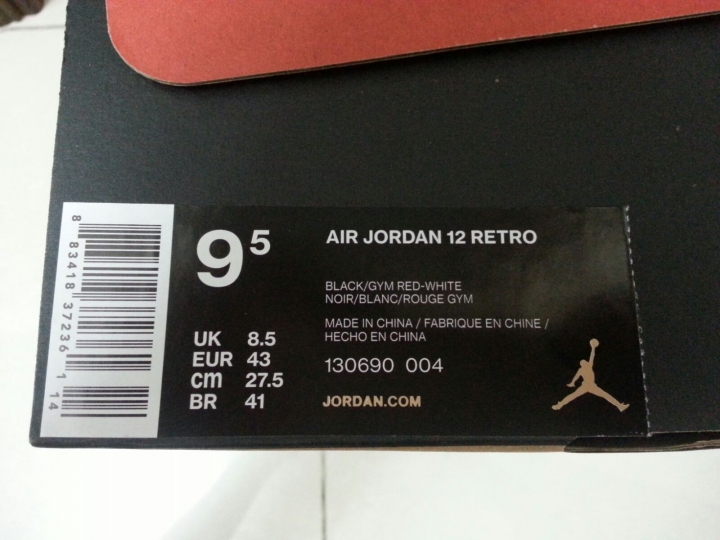 8 83418 37236 1 14
9 5
UK 8.5
EUR 43
cm 27.5
BR 41
AIR JORDAN 12 RETRO
BLACK/GYM RED-WHITE
NOIR/BLANC/ROUGE GYM
MADE IN CHINA / FABRIQUE EN CHINE /
HECHO EN CHINA
130690 004
JORDAN.COM